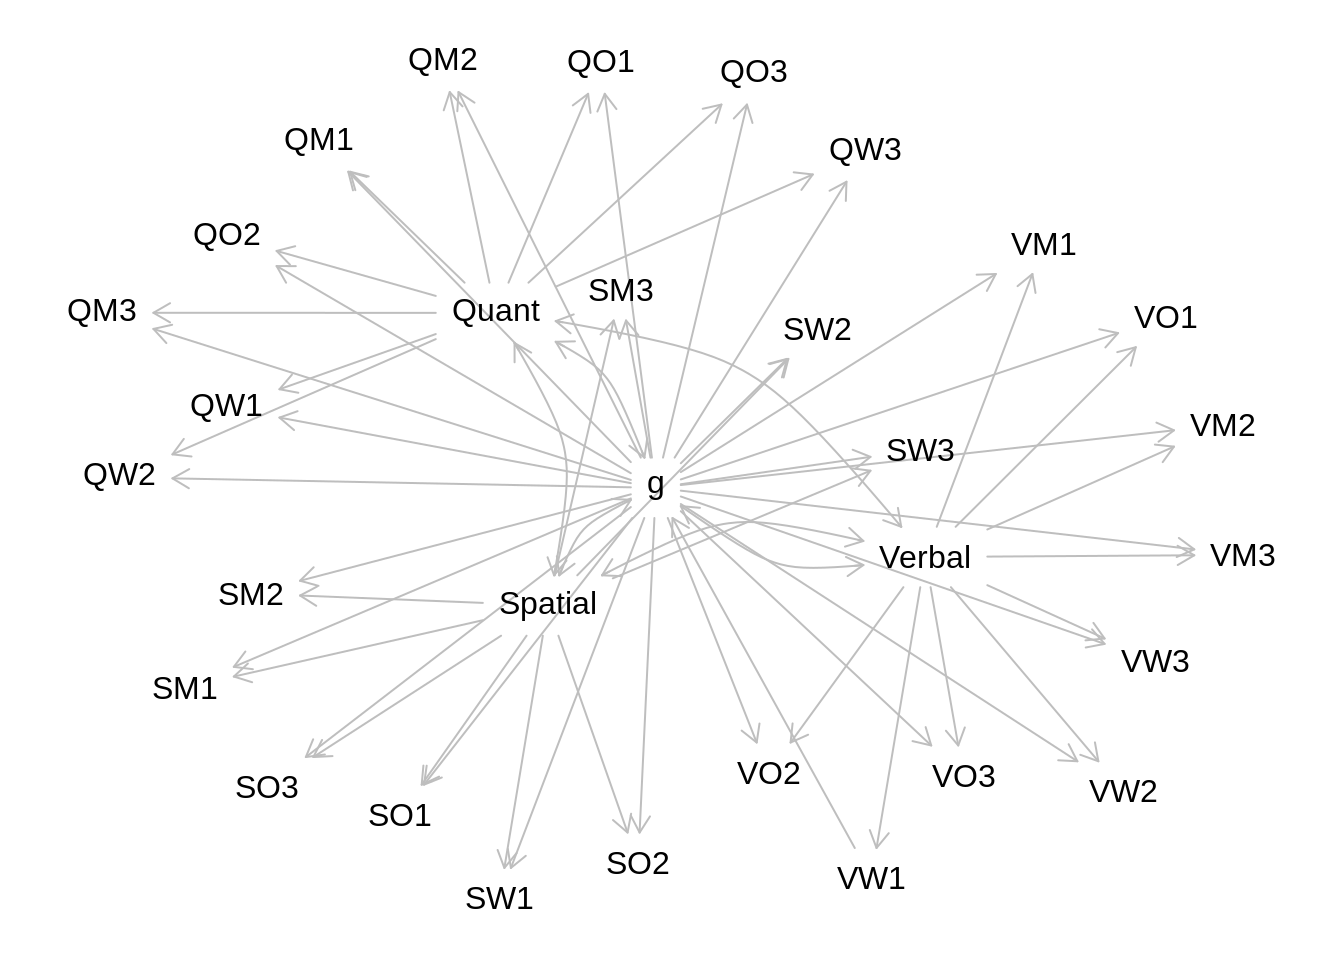 QM2
QO1
QO3
QM1
QW3
QO2
VM1
SM3
QM3
Quant
VO1
SW2
QW1
VM2
SW3
QW2
g
VM3
Verbal
SM2
Spatial
VW3
SM1
VO2
VO3
SO3
VW2
SO1
SO2
VW1
SW1